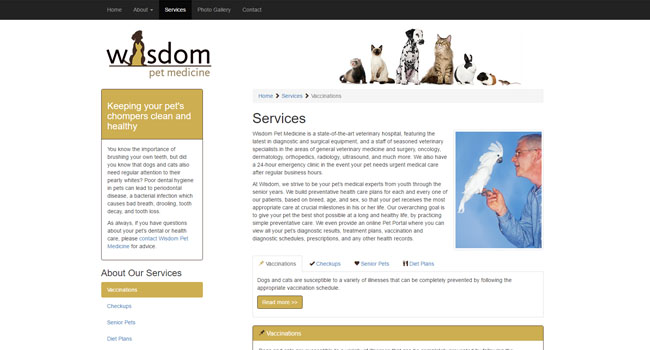 Home About Services Photo Gallery Contact
wisdom
pet medicine
Keeping your pet's
chompers clean and
healthy
You know the importance of
brushing your own teeth, but did
you know that dogs and cats also
need regular attention to their
pearly whites? Poor dental hygiene
in pets can lead to periodontal
disease, a bacterial infection which
causes bad breath, drooling, tooth
decay, and tooth loss.
As always, if you have questions
about your pet's dental or health
care, please contact Wisdom Pet
Medicine for advice.
About Our Services
Vaccinations
Checkups
Senior Pets
Diet Plans
Home > Services > Vaccinations
Services
Wisdom Pet Medicine is a state-of-the-art veterinary hospital, featuring the
latest in diagnostic and surgical equipment, and a staff of seasoned veterinary
specialists in the areas of general veterinary medicine and surgery, oncology,
dermatology, orthopedics, radiology, ultrasound, and much more. We also have
a 24-hour emergency clinic in the event your pet needs urgent medical care
after regular business hours.
At Wisdom, we strive to be your pet's medical experts from youth through the
senior years. We build preventative health care plans for each and every one of
our patients, based on breed, age, and sex, so that your pet receives the most
appropriate care at crucial milestones in his or her life. Our overarching goal is
to give your pet the best shot possible at a long and healthy life, by practicing
simple preventative care. We even provide an online Pet Portal where you can
view all your pet's diagnostic results, treatment plans, vaccination and
diagnostic schedules, prescriptions, and any other health records.
Vaccinations Checkups Senior Pets Diet Plans
Dogs and cats are susceptible to a variety of illnesses that can be completely prevented by following the
appropriate vaccination schedule.
Read more >>
Vaccinations